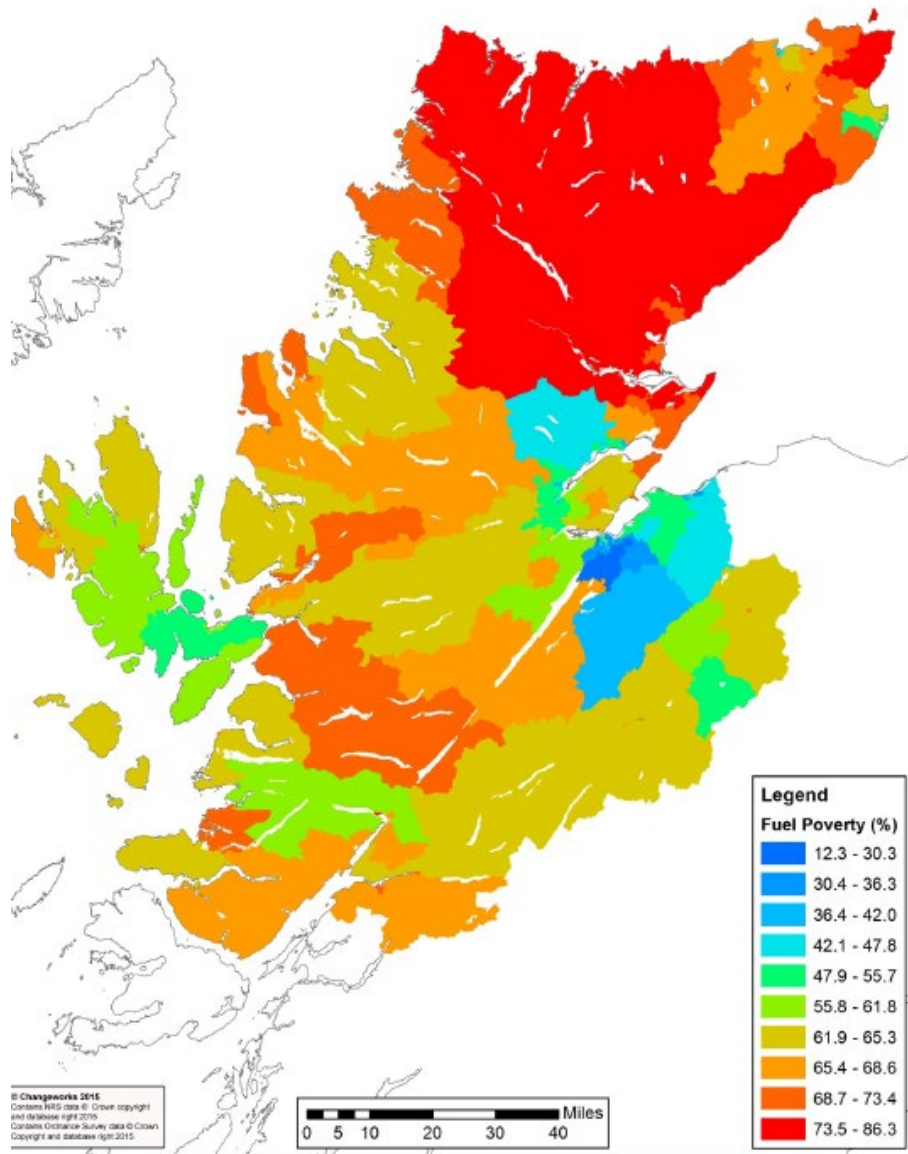 Legend
Fuel Poverty (%)
12.3 - 30.3
30.4 - 36.3
36.4 - 42.0
42.1 - 47.8
47.9 - 55.7
55.8 - 61.8
61.9 - 65.3
65.4 - 68.6
68.7 - 73.4
73.5 - 86.3
© Changeworks 2015
Contains NRS data © Crown copyright
and database right 2015
Contains Ordnance Survey data © Crown
Copyright and database right 2015.
Miles
0 5 10 20 30 40